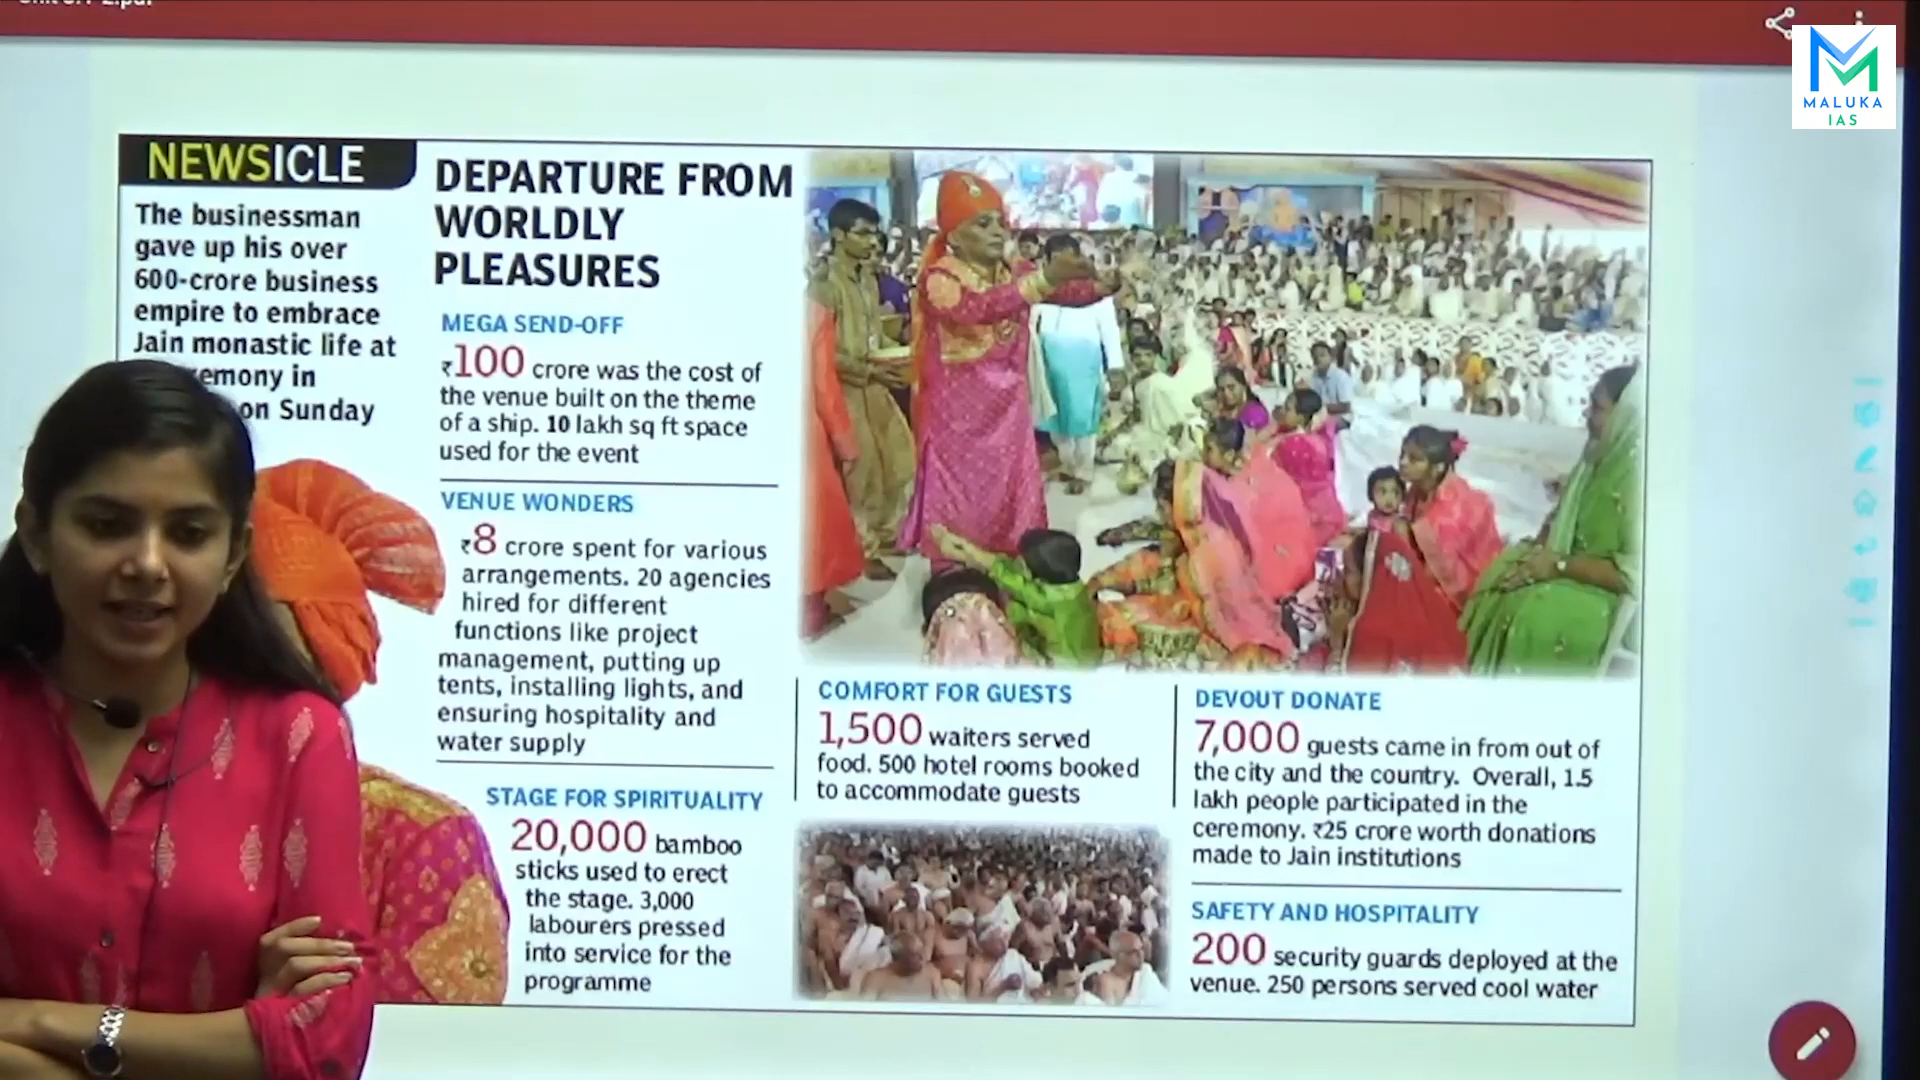 MALUKA
IAS
NEWSICLE
The businessman
gave up his over
600-crore business
empire to embrace
Jain monastic life at
emony in
on Sunday
DEPARTURE FROM
WORLDLY
PLEASURES
MEGA SEND-OFF
₹100 crore was the cost of
the venue built on the theme
of a ship. 10 lakh sq ft space
used for the event
VENUE WONDERS
₹8 crore spent for various
arrangements. 20 agencies
hired for different
functions like project
management, putting up
tents, installing lights, and
ensuring hospitality and
water supply
STAGE FOR SPIRITUALITY
20,000 bamboo
sticks used to erect
the stage. 3,000
labourers pressed
into service for the
programme
COMFORT FOR GUESTS
1,500 waiters served
food. 500 hotel rooms booked
to accommodate guests
DEVOUT DONATE
7,000 guests came in from out of
the city and the country. Overall, 1.5
lakh people participated in the
ceremony. ₹25 crore worth donations
made to Jain institutions
SAFETY AND HOSPITALITY
200 security guards deployed at the
venue. 250 persons served cool water